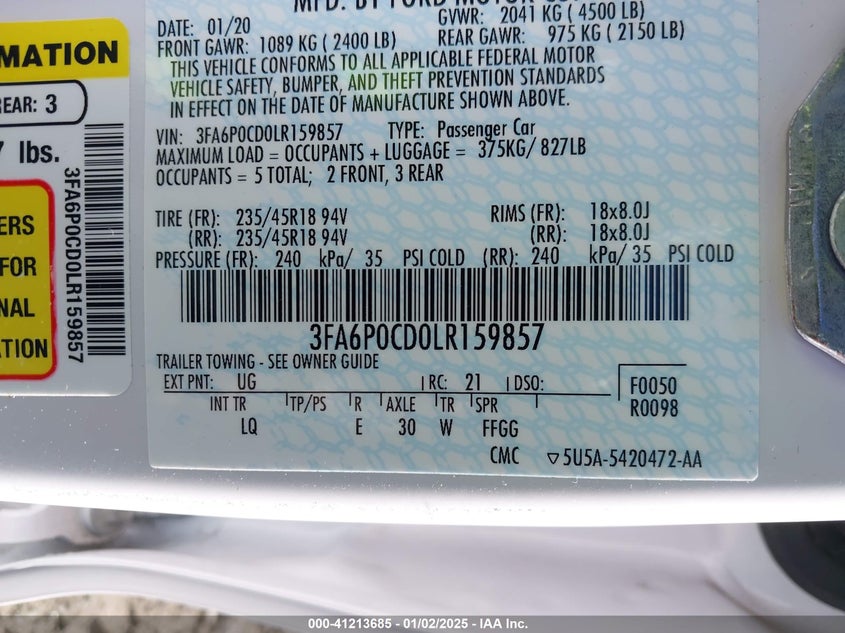 MFD. BY FORD MOTOR CO.
DATE: 01/20 GVWR: 2041 KG ( 4500 LB)
FRONT GAWR: 1089 KG ( 2400 LB) REAR GAWR: 975 KG ( 2150 LB)
THIS VEHICLE CONFORMS TO ALL APPLICABLE FEDERAL MOTOR
VEHICLE SAFETY, BUMPER, AND THEFT PREVENTION STANDARDS
IN EFFECT ON THE DATE OF MANUFACTURE SHOWN ABOVE.
VIN: 3FA6P0CD0LR159857 TYPE: Passenger Car
MAXIMUM LOAD = OCCUPANTS + LUGGAGE = 375KG/ 827LB
OCCUPANTS = 5 TOTAL; 2 FRONT, 3 REAR
TIRE (FR): 235/45R18 94V RIMS (FR): 18x8.0J
(RR): 235/45R18 94V (RR): 18x8.0J
PRESSURE (FR): 240 kPa/ 35 PSI COLD (RR): 240 kPa/ 35 PSI COLD
3FA6P0CD0LR159857
TRAILER TOWING - SEE OWNER GUIDE
EXT PNT: UG RC: 21 DSO: F0050
INT TR TP/PS R AXLE TR SPR R0098
LQ E 30 W FFGG
CMC ▽5U5A-5420472-AA
MATION
REAR: 3
7 lbs.
3FA6P0CD0LR159857
ERS
FOR
NAL
ATION
000-41213685 - 01/02/2025 - IAA Inc.